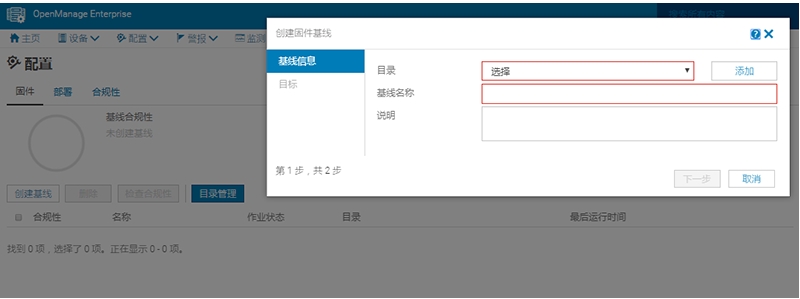 OpenManage Enterprise
搜索所有内容
主页 设备 配置 警报 监测
配置
固件 部署 合规性
基线合规性
未创建基线
创建基线 删除 检查合规性 目录管理
合规性 名称 作业状态 目录 最后运行时间
找到 0 项，选择了 0 项。正在显示 0 - 0 项。
创建固件基线
基线信息
目标
目录 选择 添加
基线名称
说明
第 1 步，共 2 步
下一步 取消